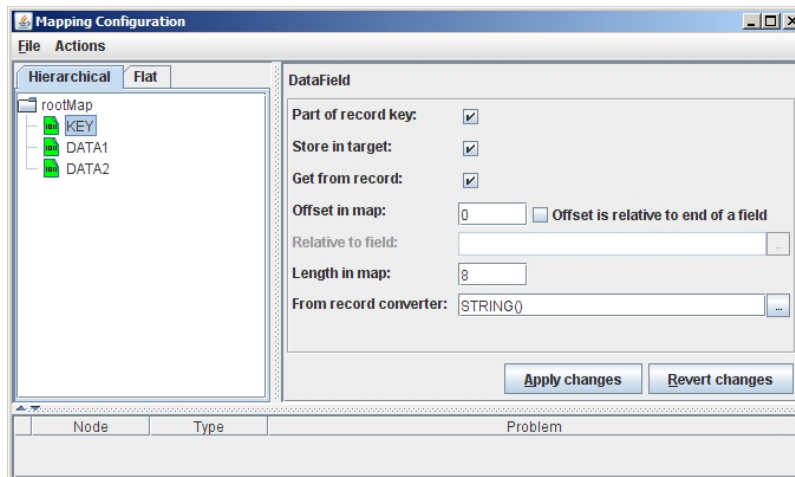 Mapping Configuration
File Actions
Hierarchical Flat
rootMap
KEY
DATA1
DATA2
DataField
Part of record key:
Store in target:
Get from record:
Offset in map: 0 Offset is relative to end of a field
Relative to field: ...
Length in map: 8
From record converter: STRING() ...
Apply changes Revert changes
Node Type Problem